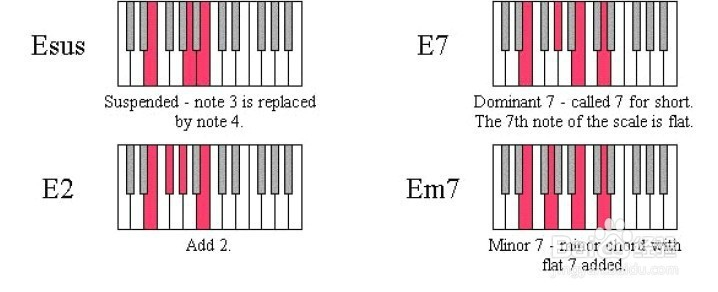 Esus
Suspended - note 3 is replaced
by note 4.
E7
Dominant 7 - called 7 for short.
The 7th note of the scale is flat.
E2
Add 2.
Em7
Minor 7 - minor chord with
flat 7 added.